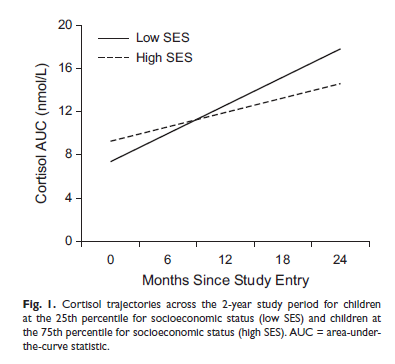 20
16
12
8
4
0
Cortisol AUC (nmol/L)
Low SES
High SES
0 6 12 18 24
Months Since Study Entry
Fig. 1. Cortisol trajectories across the 2-year study period for children
at the 25th percentile for socioeconomic status (low SES) and children at
the 75th percentile for socioeconomic status (high SES). AUC = area-under-
the-curve statistic.